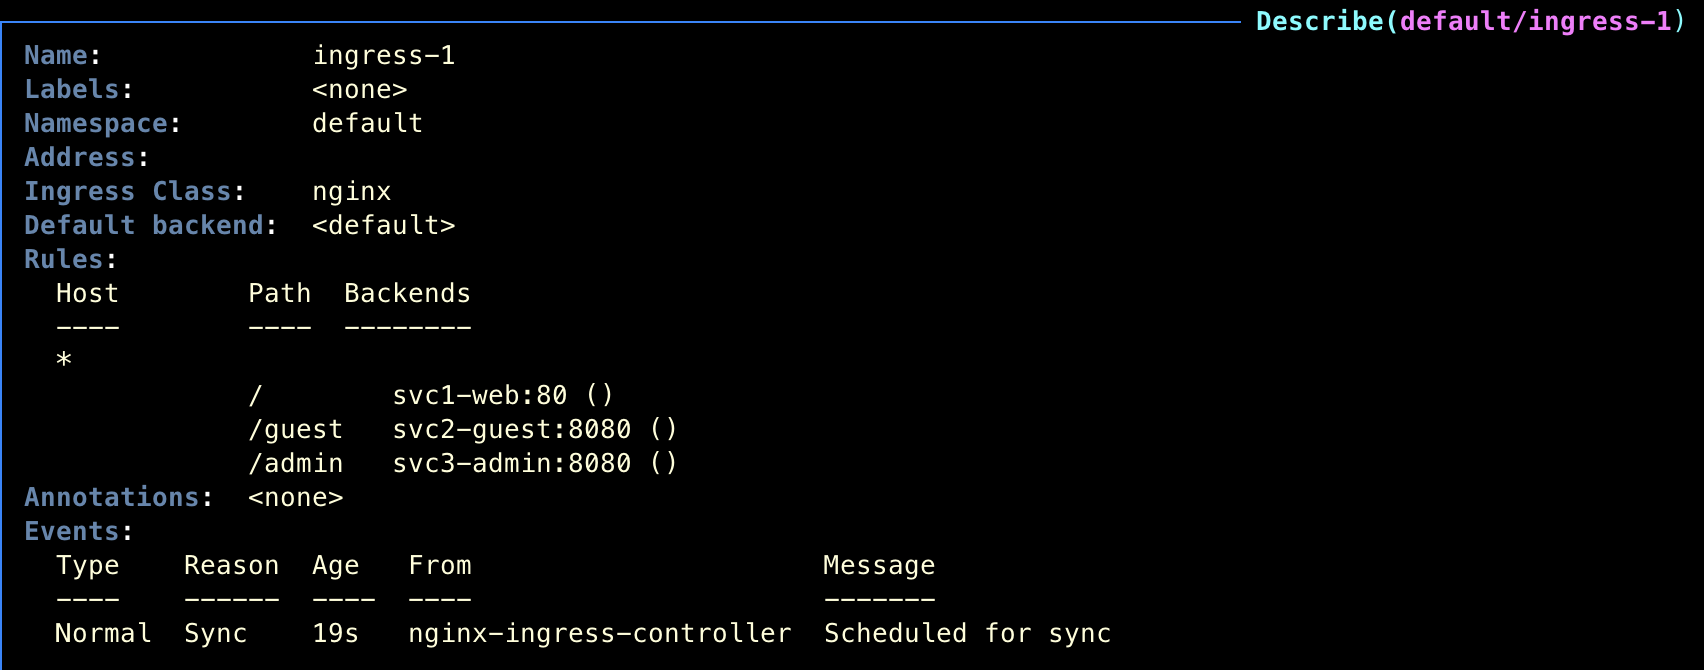 Describe(default/ingress-1)
Name:             ingress-1
Labels:           <none>
Namespace:        default
Address:
Ingress Class:    nginx
Default backend:  <default>
Rules:
  Host        Path  Backends
  ----        ----  --------
  *
              /        svc1-web:80 ()
              /guest   svc2-guest:8080 ()
              /admin   svc3-admin:8080 ()
Annotations:  <none>
Events:
  Type    Reason  Age   From                      Message
  ----    ------  ----  ----                      -------
  Normal  Sync    19s   nginx-ingress-controller  Scheduled for sync